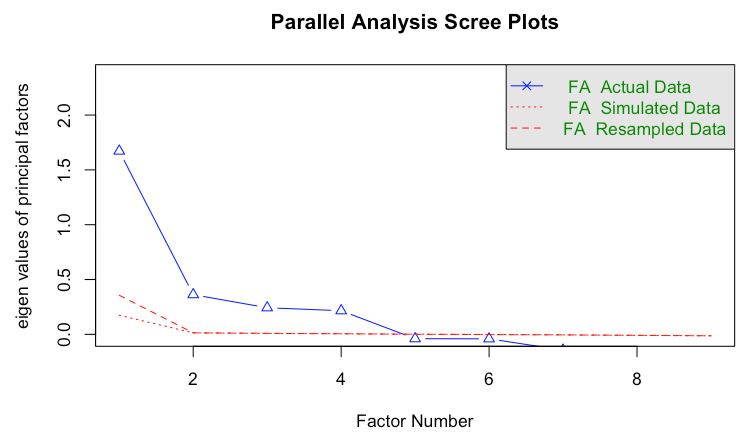 Parallel Analysis Scree Plots
eigen values of principal factors
2.0
1.5
1.0
0.5
0.0
FA Actual Data
FA Simulated Data
FA Resampled Data
2 4 6 8
Factor Number